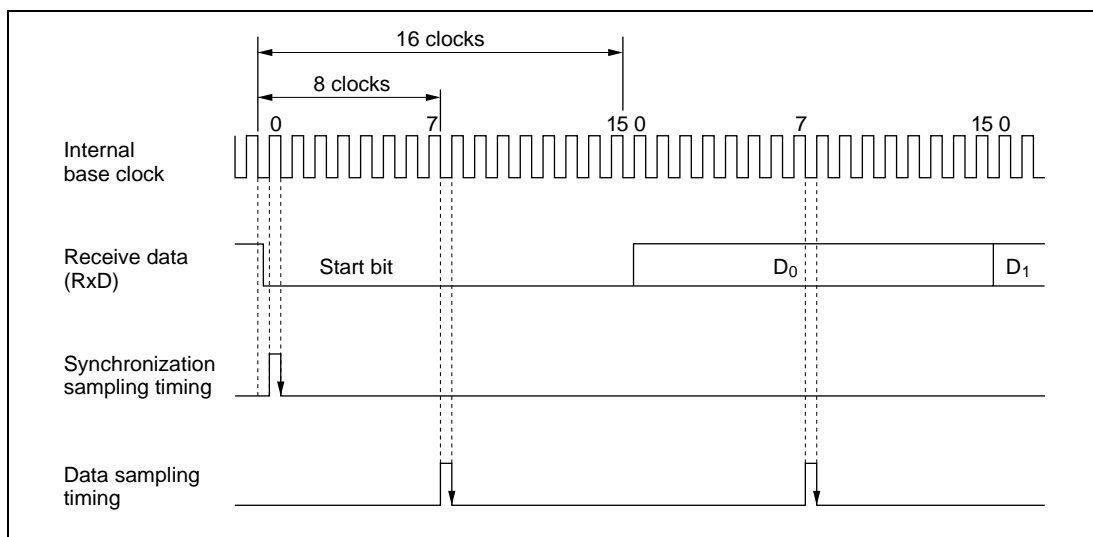 16 clocks
8 clocks
0 7 15 0 7 15 0
Internal
base clock
Receive data
(RxD)
Start bit D₀ D₁
Synchronization
sampling timing
Data sampling
timing